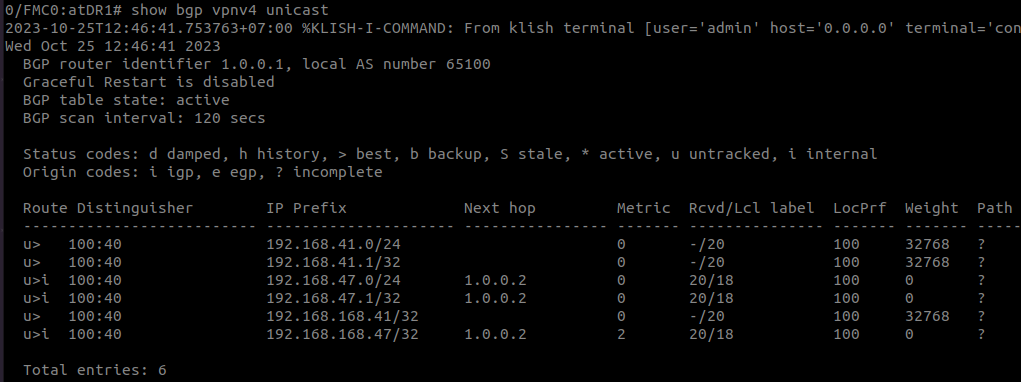 0/FMC0:atDR1# show bgp vpnv4 unicast
2023-10-25T12:46:41.753763+07:00 %KLISH-I-COMMAND: From klish terminal [user='admin' host='0.0.0.0' terminal='con
Wed Oct 25 12:46:41 2023
  BGP router identifier 1.0.0.1, local AS number 65100
  Graceful Restart is disabled
  BGP table state: active
  BGP scan interval: 120 secs

  Status codes: d damped, h history, > best, b backup, S stale, * active, u untracked, i internal
  Origin codes: i igp, e egp, ? incomplete

  Route Distinguisher        IP Prefix             Next hop         Metric  Rcvd/Lcl label  LocPrf  Weight  Path
  -------------------------- --------------------- ---------------- ------- --------------- ------- ------- -----
  u>   100:40                192.168.41.0/24                        0       -/20            100     32768   ?
  u>   100:40                192.168.41.1/32                        0       -/20            100     32768   ?
  u>i  100:40                192.168.47.0/24       1.0.0.2          0       20/18           100     0       ?
  u>i  100:40                192.168.47.1/32       1.0.0.2          0       20/18           100     0       ?
  u>   100:40                192.168.168.41/32                      0       -/20            100     32768   ?
  u>i  100:40                192.168.168.47/32     1.0.0.2          2       20/18           100     0       ?

  Total entries: 6